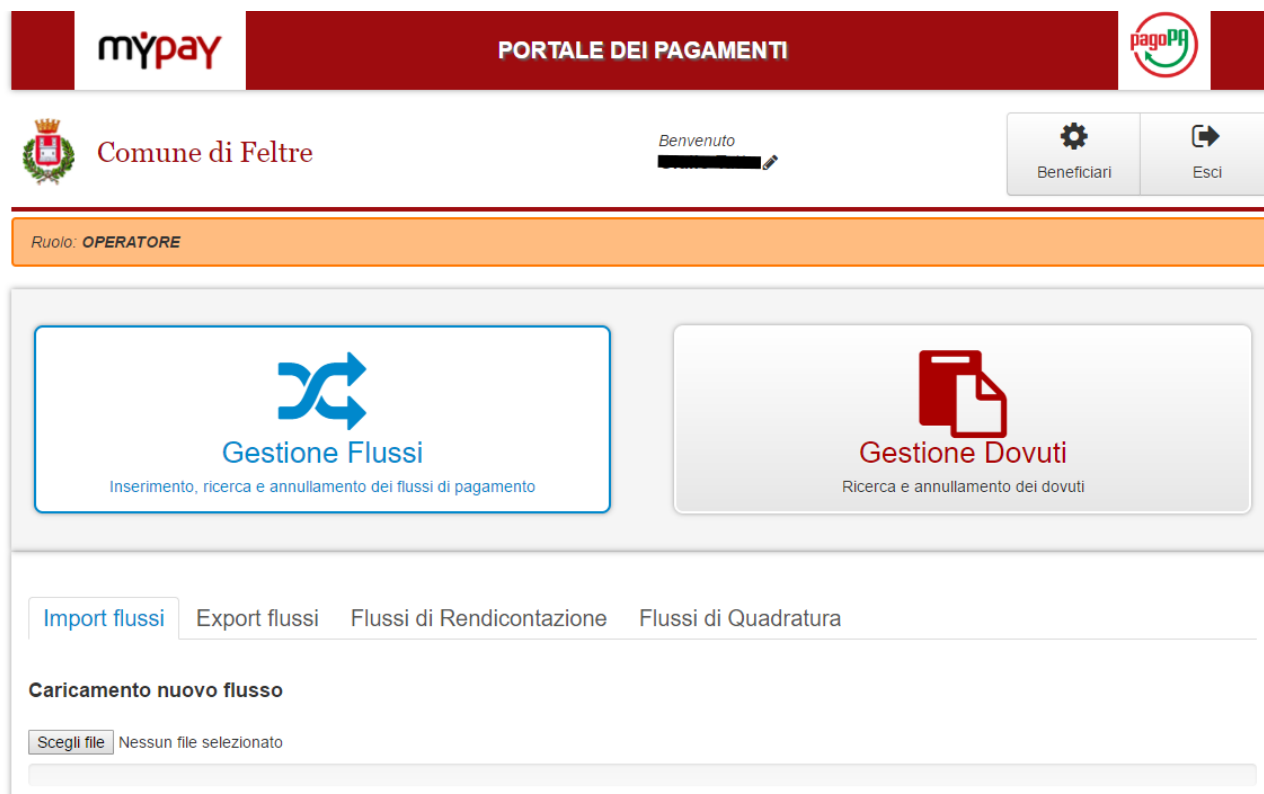 mypay
PORTALE DEI PAGAMENTI
pagoPA
Comune di Feltre
Benvenuto
Beneficiari
Esci
Ruolo: OPERATORE
Gestione Flussi
Inserimento, ricerca e annullamento dei flussi di pagamento
Gestione Dovuti
Ricerca e annullamento dei dovuti
Import flussi Export flussi Flussi di Rendicontazione Flussi di Quadratura
Caricamento nuovo flusso
Scegli file Nessun file selezionato